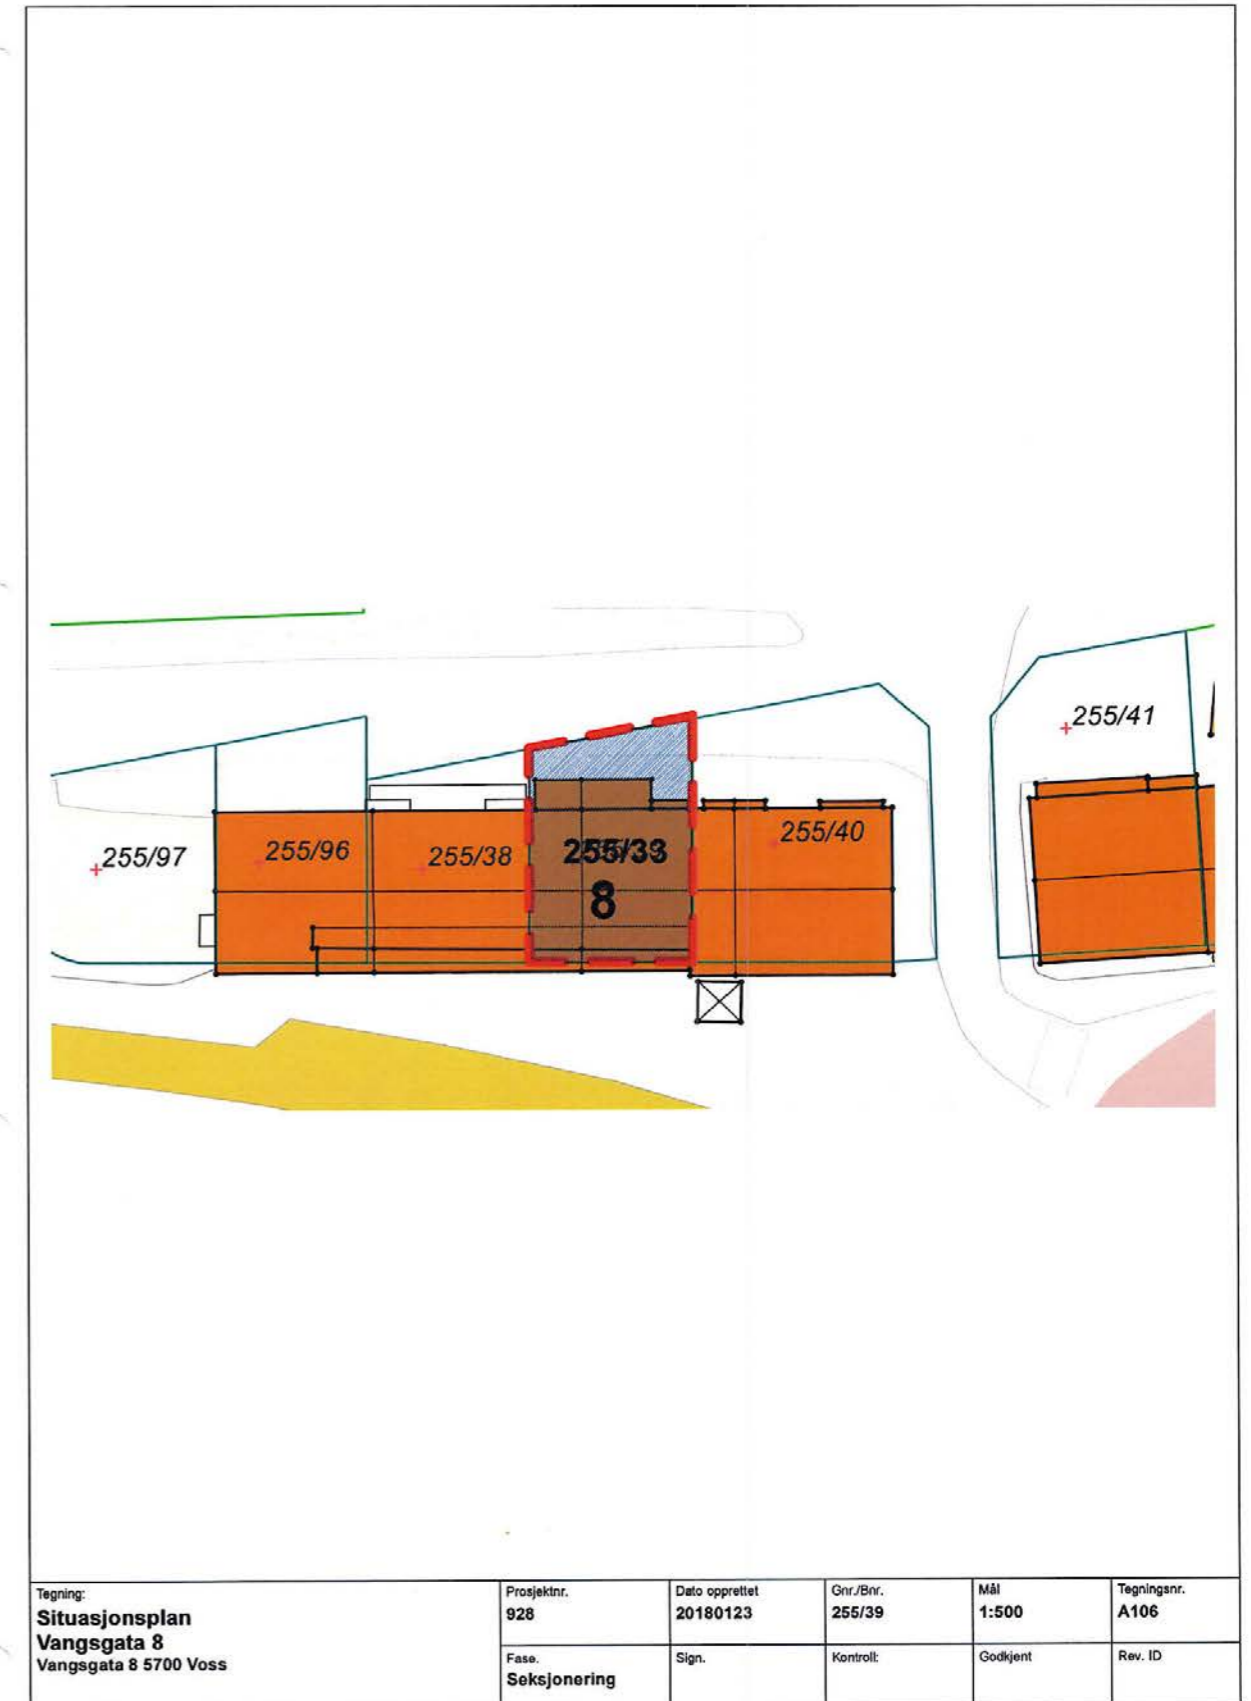 255/41
255/97
255/96
255/38
255/40
8
Tegning:
Situasjonsplan
Vangsgata 8
Vangsgata 8 5700 Voss
Prosjektnr.
928
Dato opprettet
20180123
Gnr./Bnr.
255/39
Mål
1:500
Tegningsnr.
A106
Fase.
Seksjonering
Sign.
Kontroll:
Godkjent
Rev. ID